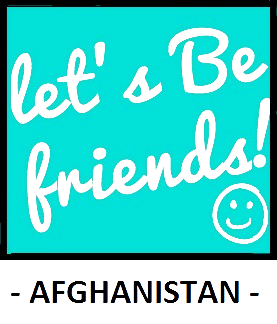 let's Be
friends!
- AFGHANISTAN -